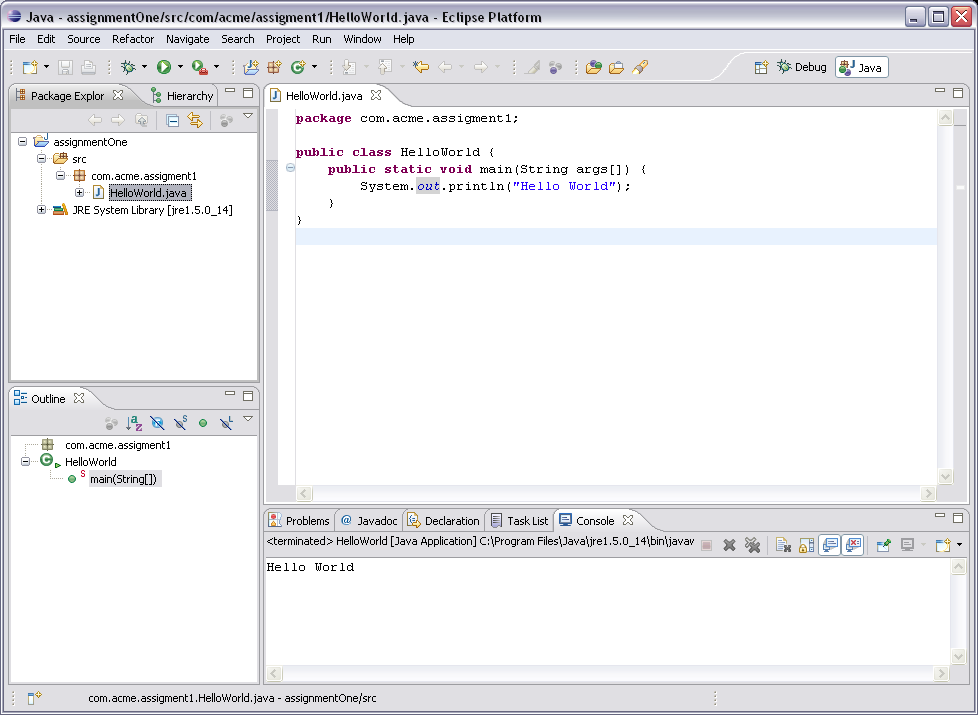 Java - assignmentOne/src/com/acme/assigment1/HelloWorld.java - Eclipse Platform
File Edit Source Refactor Navigate Search Project Run Window Help
Debug Java
Package Explor Hierarchy
assignmentOne
src
com.acme.assigment1
HelloWorld.java
JRE System Library [jre1.5.0_14]
HelloWorld.java
package com.acme.assigment1;
public class HelloWorld {
public static void main(String args[]) {
System.out.println("Hello World");
}
}
Outline
com.acme.assigment1
HelloWorld
main(String[])
Problems Javadoc Declaration Task List Console
<terminated> HelloWorld [Java Application] C:\Program Files\Java\jre1.5.0_14\bin\javaw
Hello World
com.acme.assigment1.HelloWorld.java - assignmentOne/src